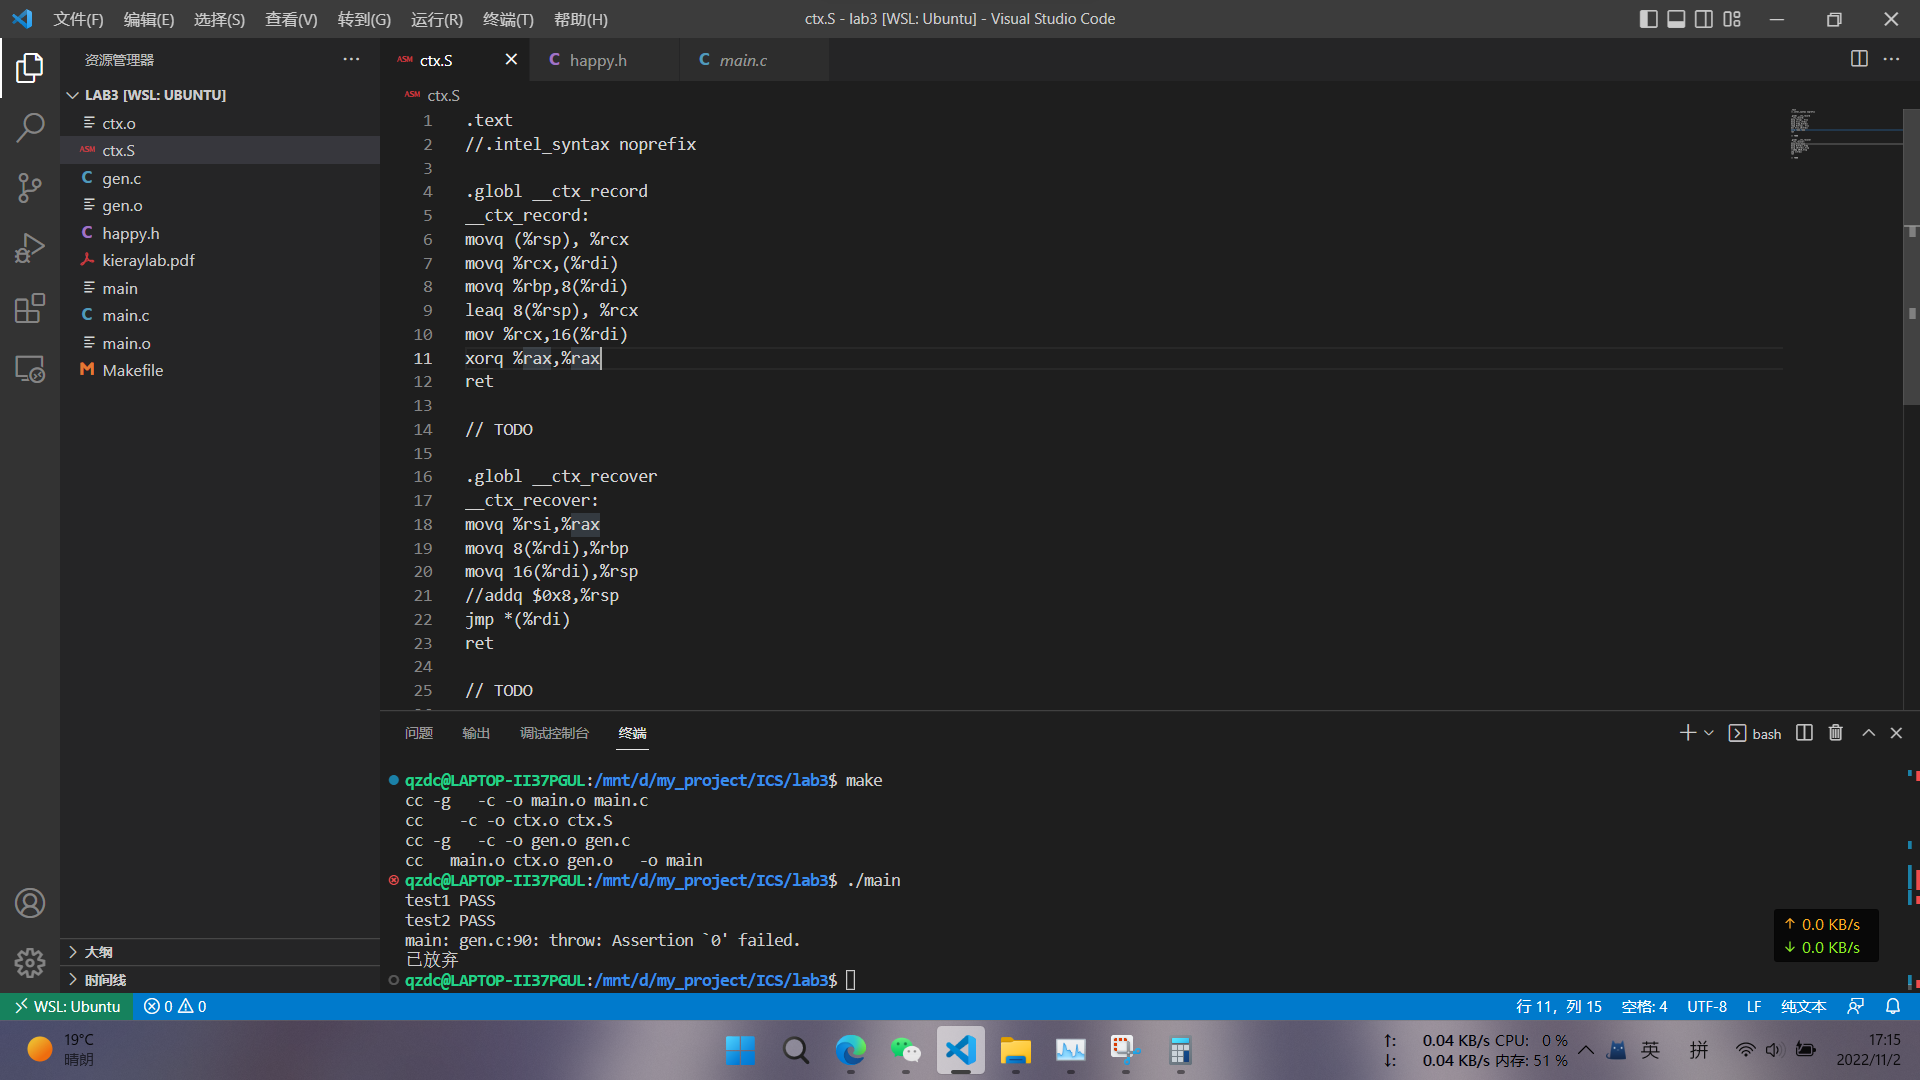 文件(F) 编辑(E) 选择(S) 查看(V) 转到(G) 运行(R) 终端(T) 帮助(H)
ctx.S - lab3 [WSL: Ubuntu] - Visual Studio Code
资源管理器
LAB3 [WSL: UBUNTU]
ctx.o
ASM ctx.S
C gen.c
gen.o
C happy.h
kieraylab.pdf
main
C main.c
main.o
M Makefile
大纲
时间线
ASM ctx.S
C happy.h
C main.c
ASM ctx.S
1 .text
2 //.intel_syntax noprefix
3
4 .globl __ctx_record
5 __ctx_record:
6 movq (%rsp), %rcx
7 movq %rcx,(%rdi)
8 movq %rbp,8(%rdi)
9 leaq 8(%rsp), %rcx
10 mov %rcx,16(%rdi)
11 xorq %rax,%rax
12 ret
13
14 // TODO
15
16 .globl __ctx_recover
17 __ctx_recover:
18 movq %rsi,%rax
19 movq 8(%rdi),%rbp
20 movq 16(%rdi),%rsp
21 //addq $0x8,%rsp
22 jmp *(%rdi)
23 ret
24
25 // TODO
问题 输出 调试控制台 终端
bash
qzdc@LAPTOP-II37PGUL:/mnt/d/my_project/ICS/lab3$ make
cc -g   -c -o main.o main.c
cc    -c -o ctx.o ctx.S
cc -g   -c -o gen.o gen.c
cc   main.o ctx.o gen.o   -o main
qzdc@LAPTOP-II37PGUL:/mnt/d/my_project/ICS/lab3$ ./main
test1 PASS
test2 PASS
main: gen.c:90: throw: Assertion `0' failed.
已放弃
qzdc@LAPTOP-II37PGUL:/mnt/d/my_project/ICS/lab3$
↑ 0.0 KB/s
↓ 0.0 KB/s
WSL: Ubuntu 0 0
行 11，列 15 空格: 4 UTF-8 LF 纯文本
19°C
晴朗
↑: 0.04 KB/s CPU: 0 %
↓: 0.04 KB/s 内存: 51 %
英 拼
17:15
2022/11/2